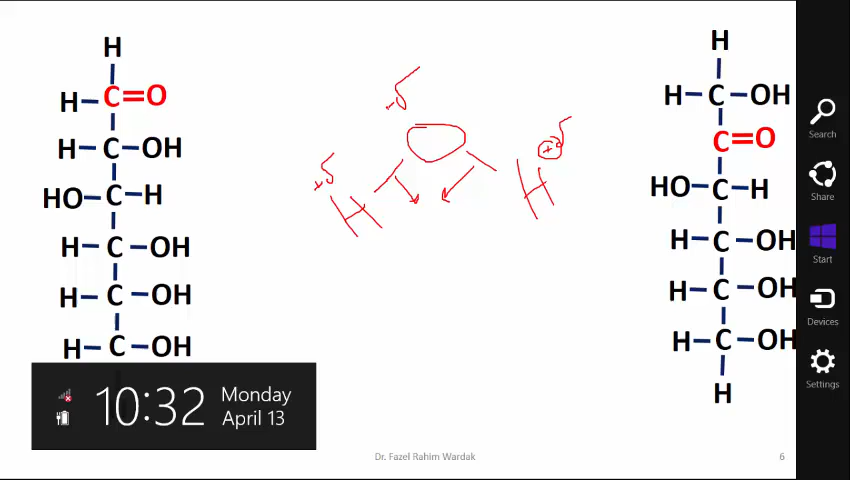 H
H C O
H C OH
HO C H
H C OH
H C OH
H C OH
-δ
O
+δ
H
+δ
H
H
H C OH
C O
HO C H
H C OH
H C OH
H C OH
H
Search
Share
Start
Devices
Settings
10:32
Monday
April 13
Dr. Fazel Rahim Wardak
6